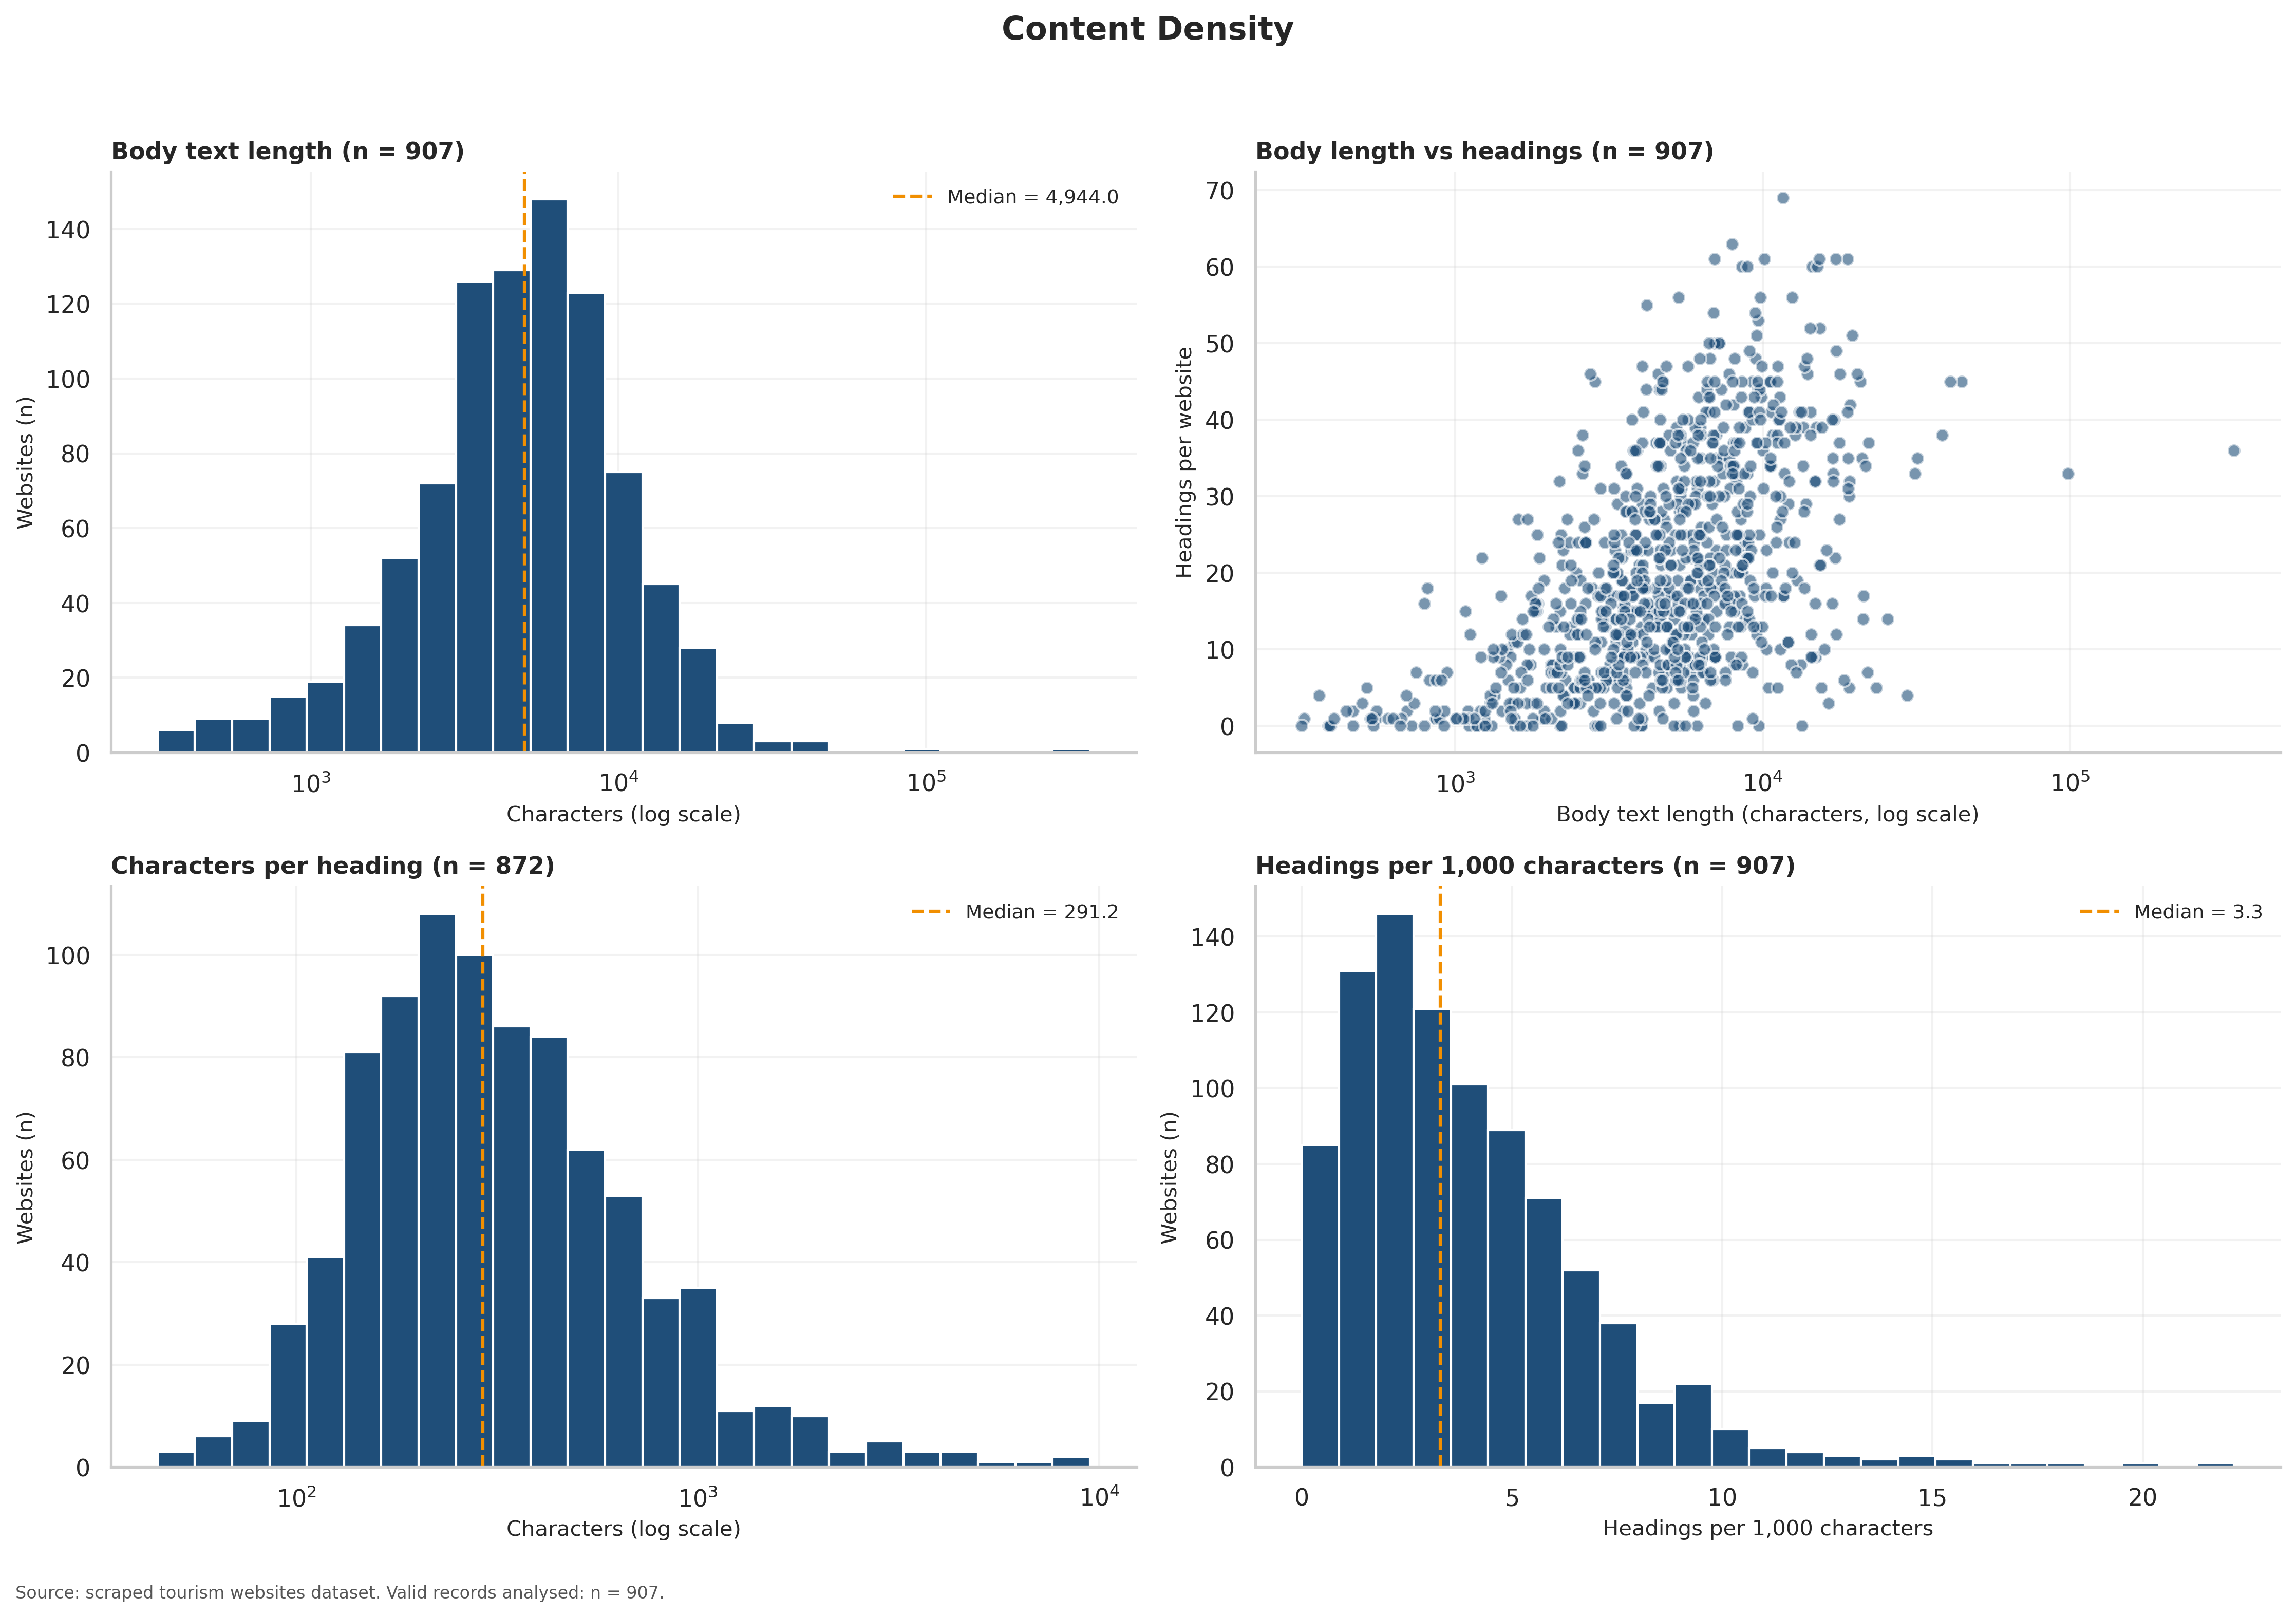 Content Density
Body text length (n = 907)
Websites (n)
140
120
100
80
60
40
20
0
Median = 4,944.0
10³
10⁴
10⁵
Characters (log scale)
Body length vs headings (n = 907)
Headings per website
70
60
50
40
30
20
10
0
10³
10⁴
10⁵
Body text length (characters, log scale)
Characters per heading (n = 872)
Websites (n)
100
80
60
40
20
0
Median = 291.2
10²
10³
10⁴
Characters (log scale)
Headings per 1,000 characters (n = 907)
Websites (n)
140
120
100
80
60
40
20
0
Median = 3.3
0
5
10
15
20
Headings per 1,000 characters
Source: scraped tourism websites dataset. Valid records analysed: n = 907.